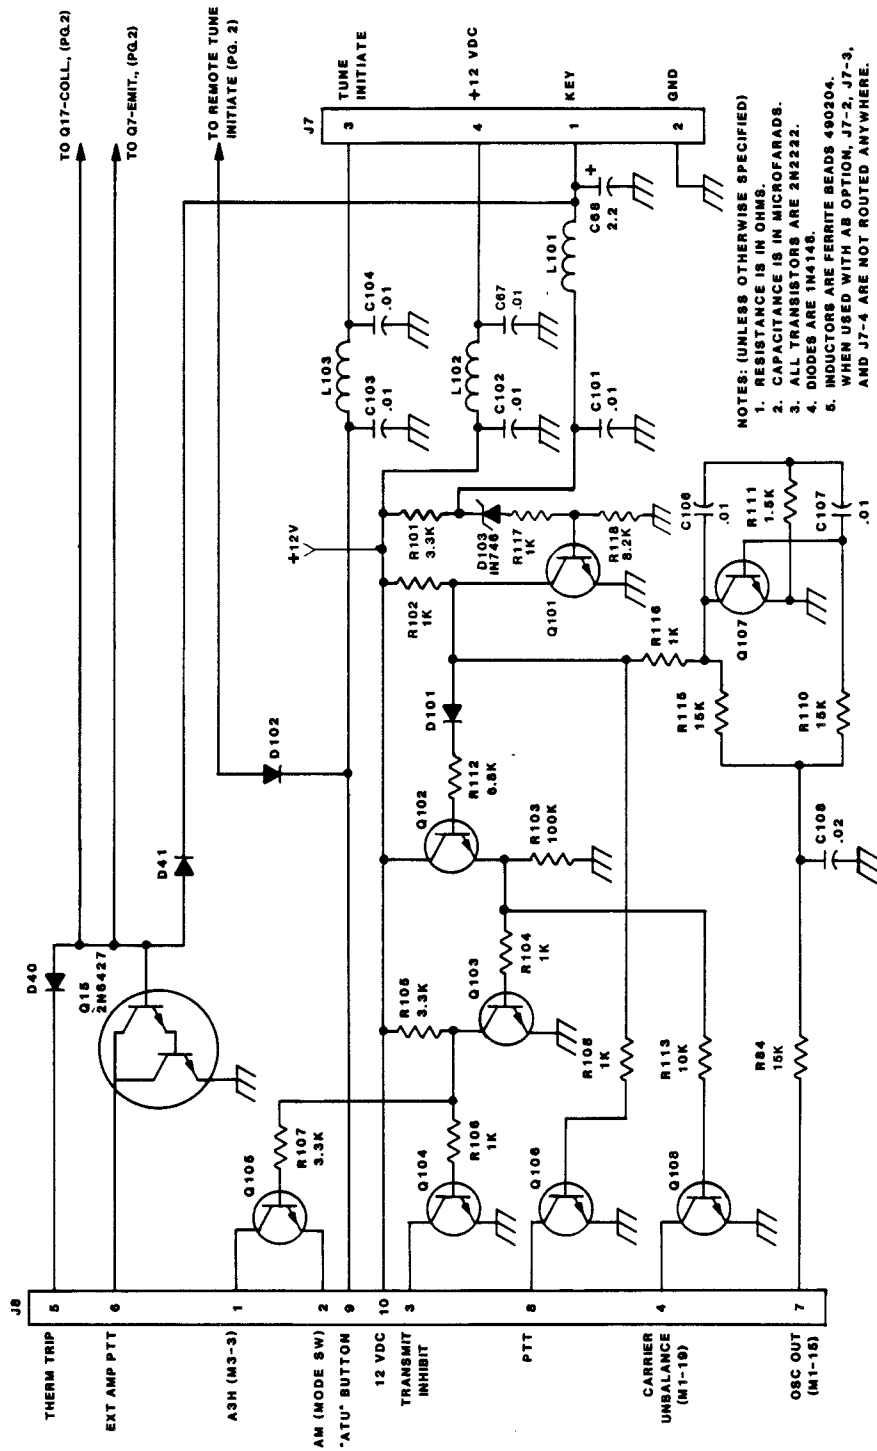 TO Q17-COLL., (PG.2)
TO Q7-EMIT., (PG.2)
TO REMOTE TUNE
INITIATE (PG. 2)
J7
3
TUNE
INITIATE
4
+12 VDC
1
KEY
2
GND
D40
Q15
2N6427
D41
D102
L103
C103
.01
C104
.01
L102
C102
.01
C67
.01
L101
C68
2.2
+
C101
.01
+12V
R101
3.3K
D103
IN746
R117
1K
R118
8.2K
R102
1K
Q101
D101
R112
6.8K
Q102
R103
100K
R116
1K
R115
15K
R110
15K
Q107
C106
.01
R111
1.5K
C107
.01
C108
.02
R104
1K
Q103
R105
3.3K
R107
3.3K
Q105
R106
1K
Q104
R108
1K
Q106
R113
10K
Q108
R84
15K
J8
THERM TRIP
5
EXT AMP PTT
6
A3H (M3-3)
1
AM (MODE SW)
2
"ATU" BUTTON
9
12 VDC
10
TRANSMIT
INHIBIT
3
PTT
8
CARRIER
UNBALANCE
(M1-19)
4
OSC OUT
(M1-15)
7
NOTES: (UNLESS OTHERWISE SPECIFIED)
1. RESISTANCE IS IN OHMS.
2. CAPACITANCE IS IN MICROFARADS.
3. ALL TRANSISTORS ARE 2N2222.
4. DIODES ARE 1N4148.
5. INDUCTORS ARE FERRITE BEADS 490204.
WHEN USED WITH AB OPTION, J7-2, J7-3,
AND J7-4 ARE NOT ROUTED ANYWHERE.